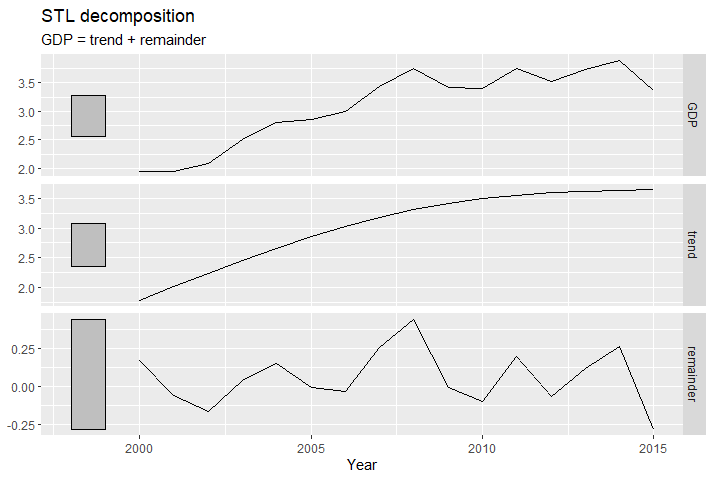 STL decomposition
GDP = trend + remainder
3.5
3.0
2.5
2.0
GDP
3.5
3.0
2.5
2.0
trend
0.25
0.00
-0.25
remainder
2000 2005 2010 2015
Year